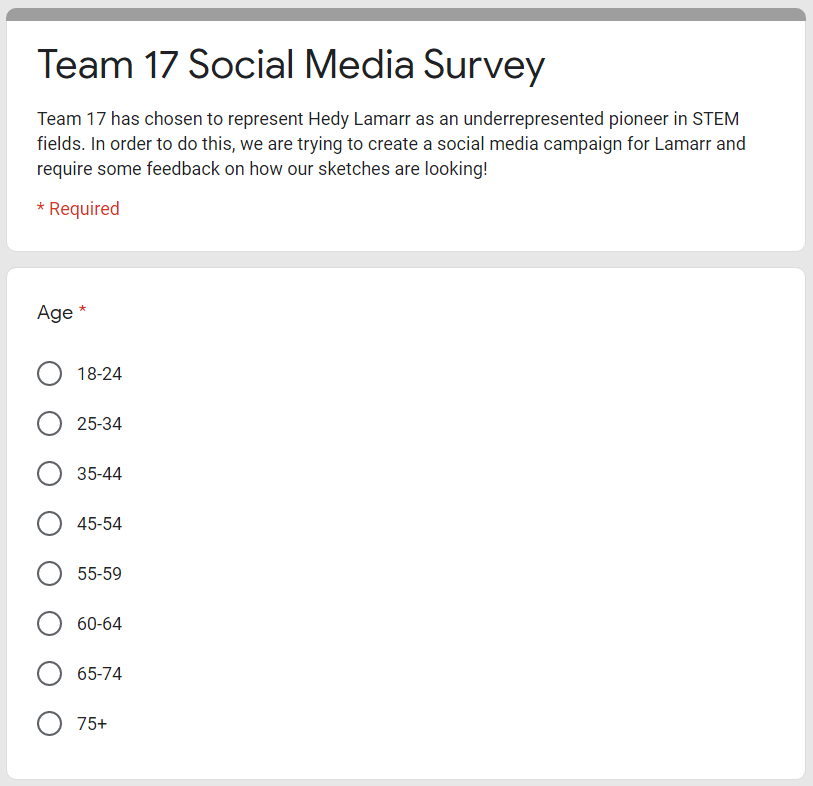 Team 17 Social Media Survey
Team 17 has chosen to represent Hedy Lamarr as an underrepresented pioneer in STEM
fields. In order to do this, we are trying to create a social media campaign for Lamarr and
require some feedback on how our sketches are looking!
* Required
Age *
18-24
25-34
35-44
45-54
55-59
60-64
65-74
75+